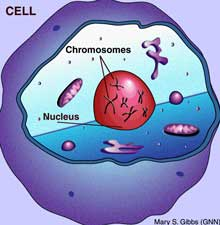 CELL
Chromosomes
Nucleus
Mary S. Gibbs (GNN)